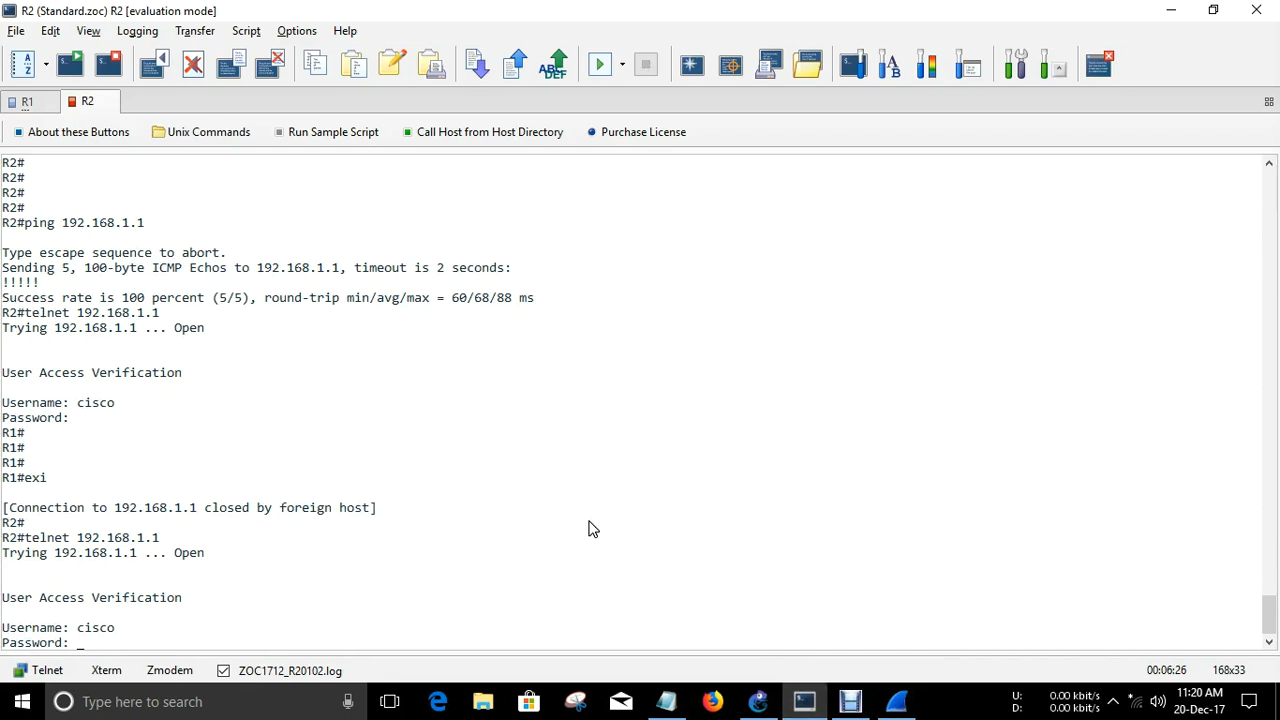 R2 (Standard.zoc) R2 [evaluation mode]
File Edit View Logging Transfer Script Options Help
R1 R2
About these Buttons Unix Commands Run Sample Script Call Host from Host Directory Purchase License
R2#
R2#
R2#
R2#
R2#ping 192.168.1.1
Type escape sequence to abort.
Sending 5, 100-byte ICMP Echos to 192.168.1.1, timeout is 2 seconds:
!!!!!
Success rate is 100 percent (5/5), round-trip min/avg/max = 60/68/88 ms
R2#telnet 192.168.1.1
Trying 192.168.1.1 ... Open
User Access Verification
Username: cisco
Password:
R1#
R1#
R1#
R1#exi
[Connection to 192.168.1.1 closed by foreign host]
R2#
R2#telnet 192.168.1.1
Trying 192.168.1.1 ... Open
User Access Verification
Username: cisco
Password: _
Telnet Xterm Zmodem ZOC1712_R20102.log 00:06:26 168x33
Type here to search
U: 0.00 kbit/s
D: 0.00 kbit/s
11:20 AM
20-Dec-17